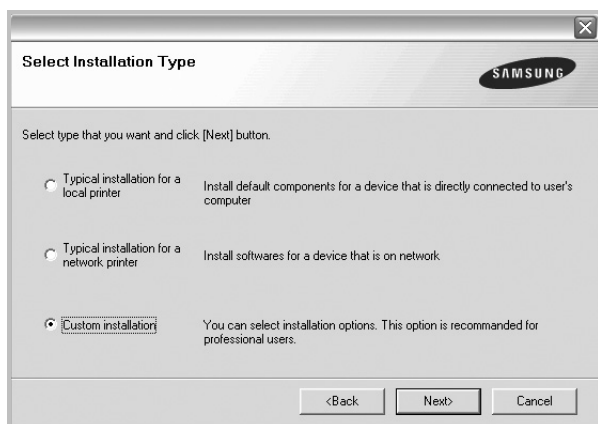 Select Installation Type
SAMSUNG
Select type that you want and click [Next] button.
Typical installation for a
local printer
Install default components for a device that is directly connected to user's
computer
Typical installation for a
network printer
Install softwares for a device that is on network
Custom installation
You can select installation options. This option is recommanded for
professional users.
<Back
Next>
Cancel